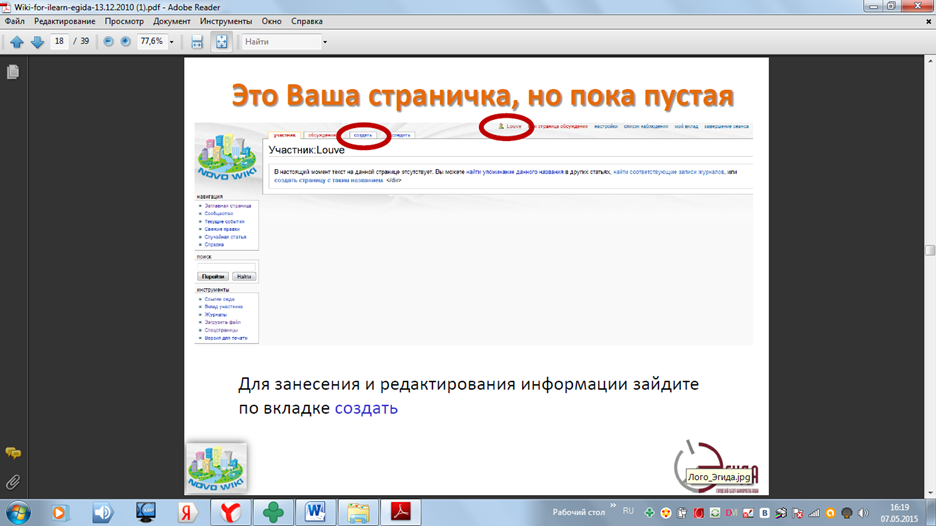 Wiki-for-ilearn-egida-13.12.2010 (1).pdf - Adobe Reader
Файл Редактирование Просмотр Документ Инструменты Окно Справка
18 / 39 77,6% Найти
Это Ваша страничка, но пока пустая
Louve страница обсуждения настройки список наблюдения мой вклад завершение сеанса
участник обсуждение создать следить
Участник:Louve
В настоящий момент текст на данной странице отсутствует. Вы можете найти упоминание данного названия в других статьях, найти соответствующие записи журналов, или
создать страницу с таким названием. </div>
NOVO WIKI
навигация
Заглавная страница
Сообщество
Текущие события
Свежие правки
Случайная статья
Справка
поиск
Перейти Найти
инструменты
Ссылки сюда
Вклад участника
Журналы
Загрузить файл
Спецстраницы
Версия для печати
Для занесения и редактирования информации зайдите
по вкладке создать
Лого_Эгида.jpg
Рабочий стол
RU
16:19
07.05.2015